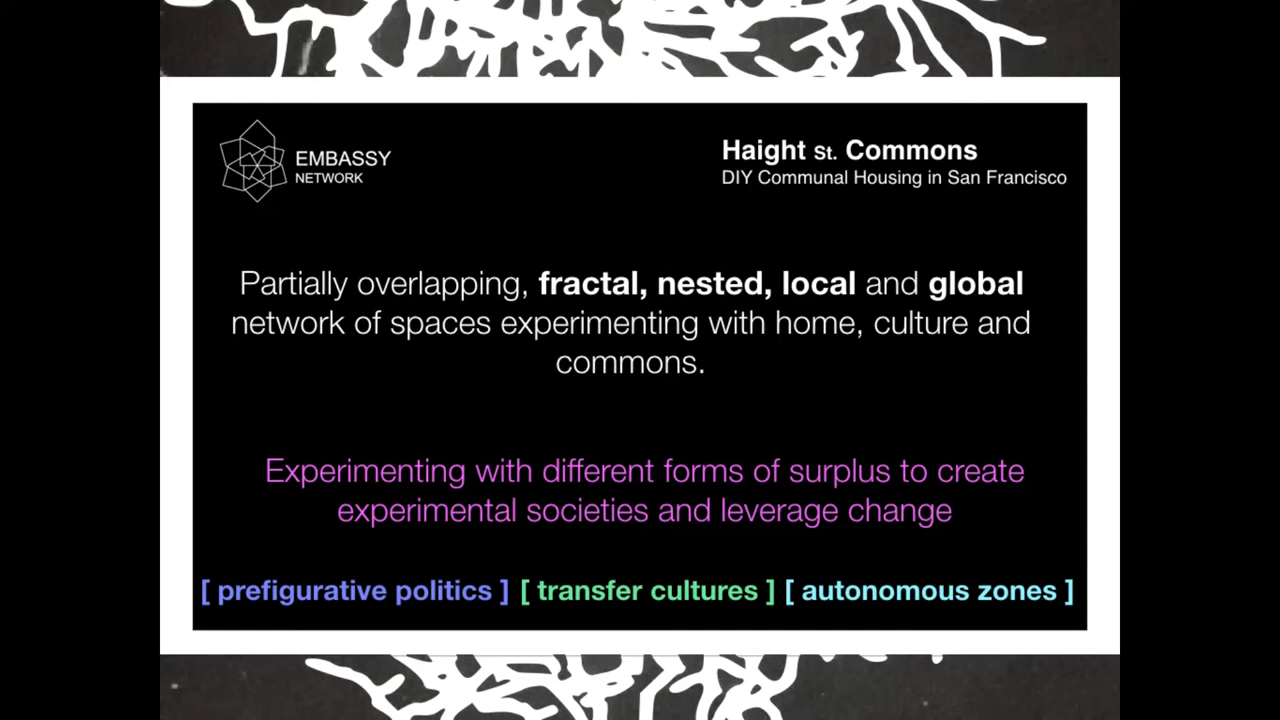 EMBASSY
NETWORK
Haight St. Commons
DIY Communal Housing in San Francisco
Partially overlapping, fractal, nested, local and global
network of spaces experimenting with home, culture and
commons.
Experimenting with different forms of surplus to create
experimental societies and leverage change
[ prefigurative politics ] [ transfer cultures ] [ autonomous zones ]